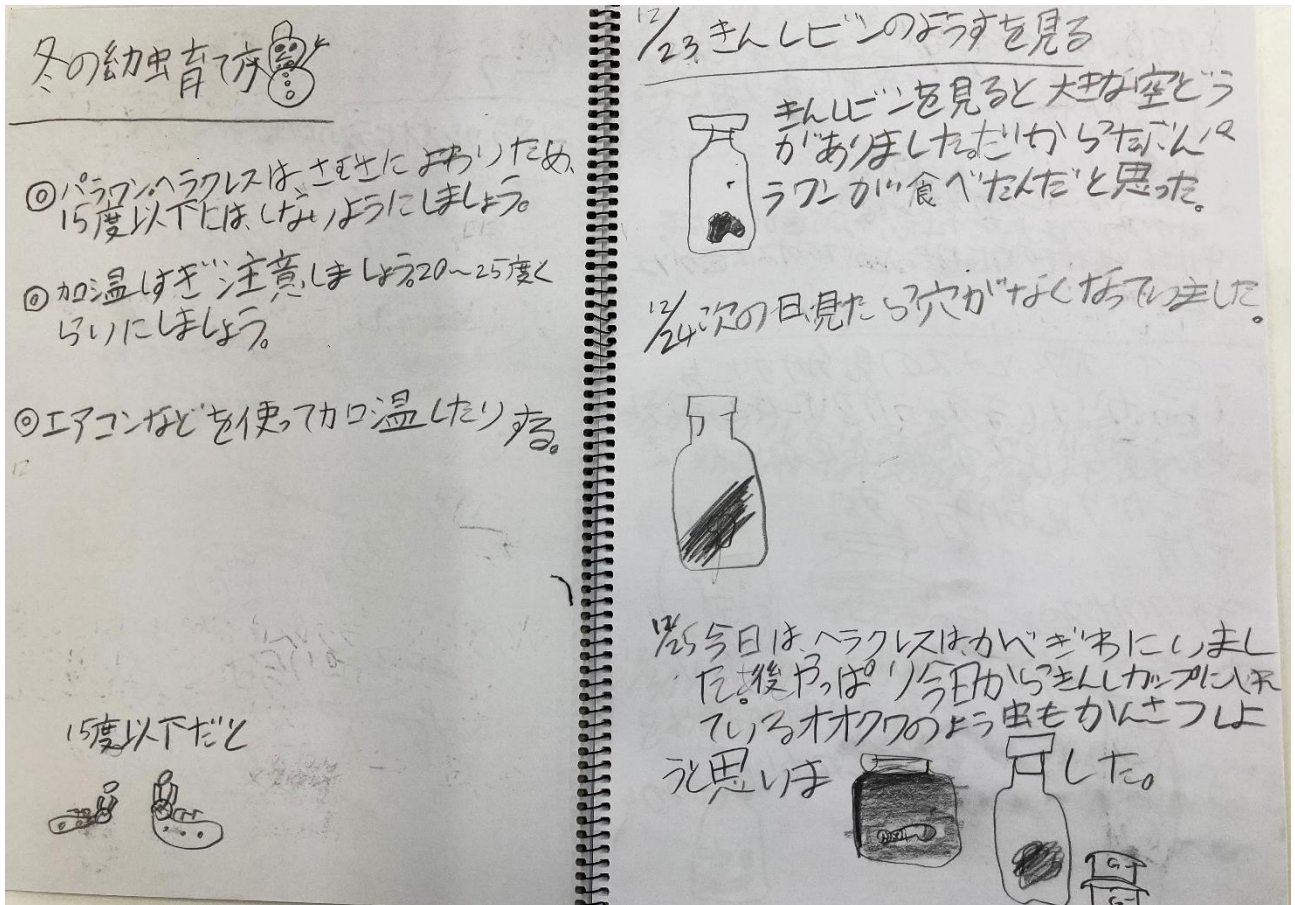 冬の幼虫育て方
◎パラワン。ヘラクレスは、さむさによわいため、
15度以下には、しないようにしましょう。
◎加温しすぎ注意しましょう。20〜25度く
らいにしましょう。
◎エアコンなどを使って加温したりする。
15度以下だと
12/23.きんしビンのようすを見る
きんしビンを見ると大きな空どう
がありました。だからたぶんパ
ラワンが食べたんだと思った。
12/24次の日、見たら穴がなくなっていました。
12/25今日は、ヘラクレスは、かべぎわにいまし
た。後やっぱり今日からきんしカップに入れ
ているオオクワのよう虫もかんさつしよ
うと思いま
した。
G-
G-